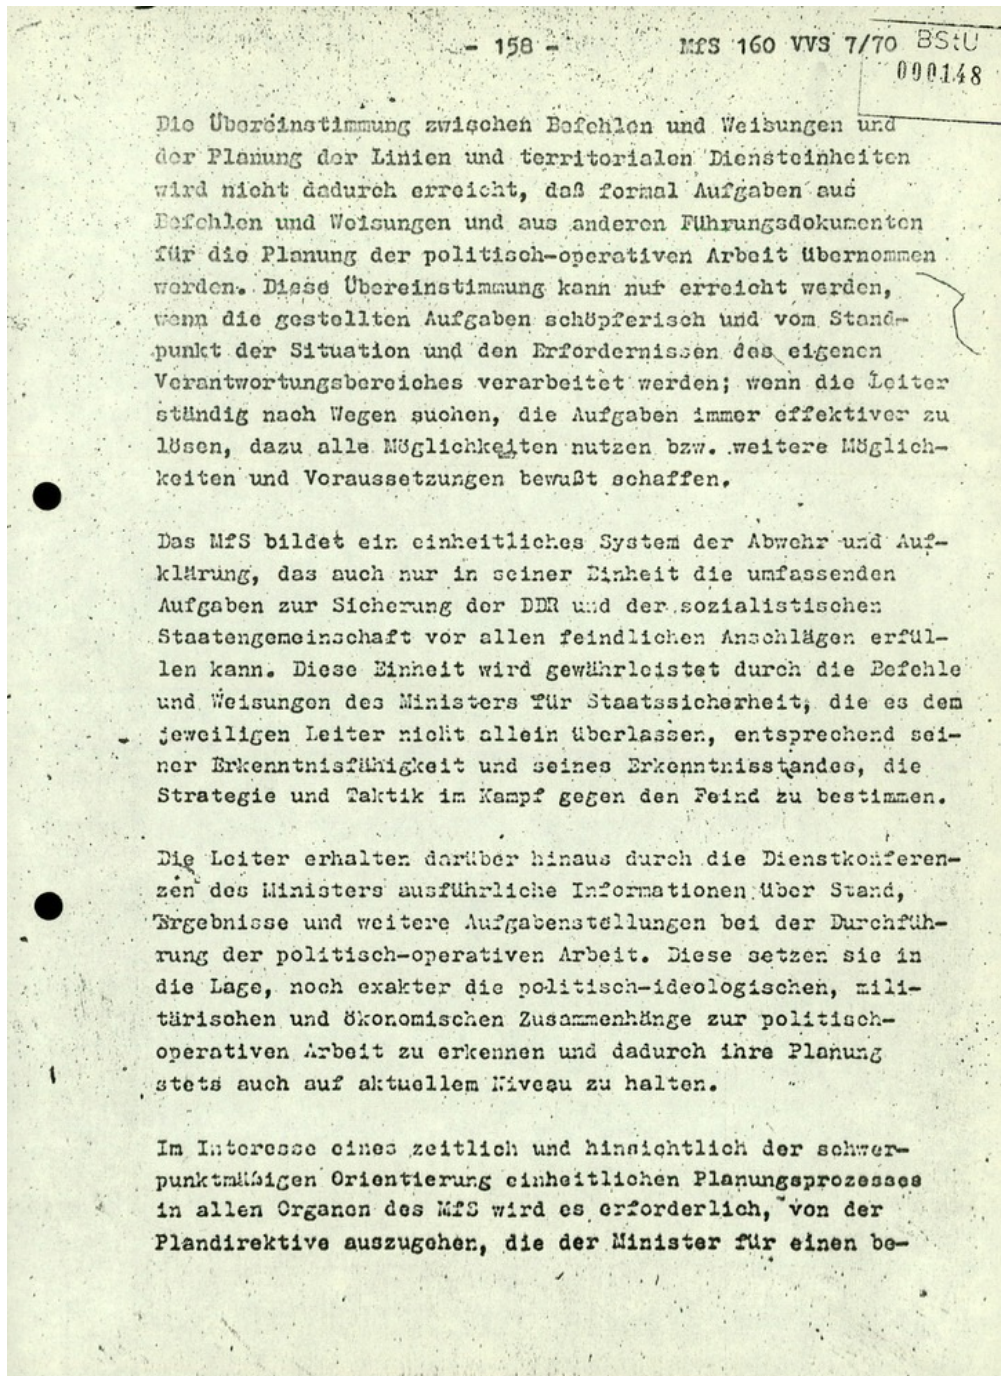 - 158 -
MfS 160 VVS 7/70
BStU
000148
Die Übereinstimmung zwischen Befehlen und Weisungen und
der Planung der Linien und territorialen Diensteinheiten
wird nicht dadurch erreicht, daß formal Aufgaben aus
Befehlen und Weisungen und aus anderen Führungsdokumenten
für die Planung der politisch-operativen Arbeit übernommen
werden. Diese Übereinstimmung kann nur erreicht werden,
wenn die gestellten Aufgaben schöpferisch und vom Stand-
punkt der Situation und den Erfordernissen des eigenen
Verantwortungsbereiches verarbeitet werden; wenn die Leiter
ständig nach Wegen suchen, die Aufgaben immer effektiver zu
lösen, dazu alle Möglichkeiten nutzen bzw. weitere Möglich-
keiten und Voraussetzungen bewußt schaffen.
Das MfS bildet ein einheitliches System der Abwehr und Auf-
klärung, das auch nur in seiner Einheit die umfassenden
Aufgaben zur Sicherung der DDR und der sozialistischen
Staatengemeinschaft vor allen feindlichen Anschlägen erfül-
len kann. Diese Einheit wird gewährleistet durch die Befehle
und Weisungen des Ministers für Staatssicherheit, die es dem
jeweiligen Leiter nicht allein überlassen, entsprechend sei-
ner Erkenntnisfähigkeit und seines Erkenntnisstandes, die
Strategie und Taktik im Kampf gegen den Feind zu bestimmen.
Die Leiter erhalten darüber hinaus durch die Dienstkonferen-
zen des Ministers ausführliche Informationen über Stand,
Ergebnisse und weitere Aufgabenstellungen bei der Durchfüh-
rung der politisch-operativen Arbeit. Diese setzen sie in
die Lage, noch exakter die politisch-ideologischen, mili-
tärischen und ökonomischen Zusammenhänge zur politisch-
operativen Arbeit zu erkennen und dadurch ihre Planung
stets auch auf aktuellem Niveau zu halten.
Im Interesse eines zeitlich und hinsichtlich der schwer-
punktmäßigen Orientierung einheitlichen Planungsprozesses
in allen Organen des MfS wird es erforderlich, von der
Plandirektive auszugehen, die der Minister für einen be-